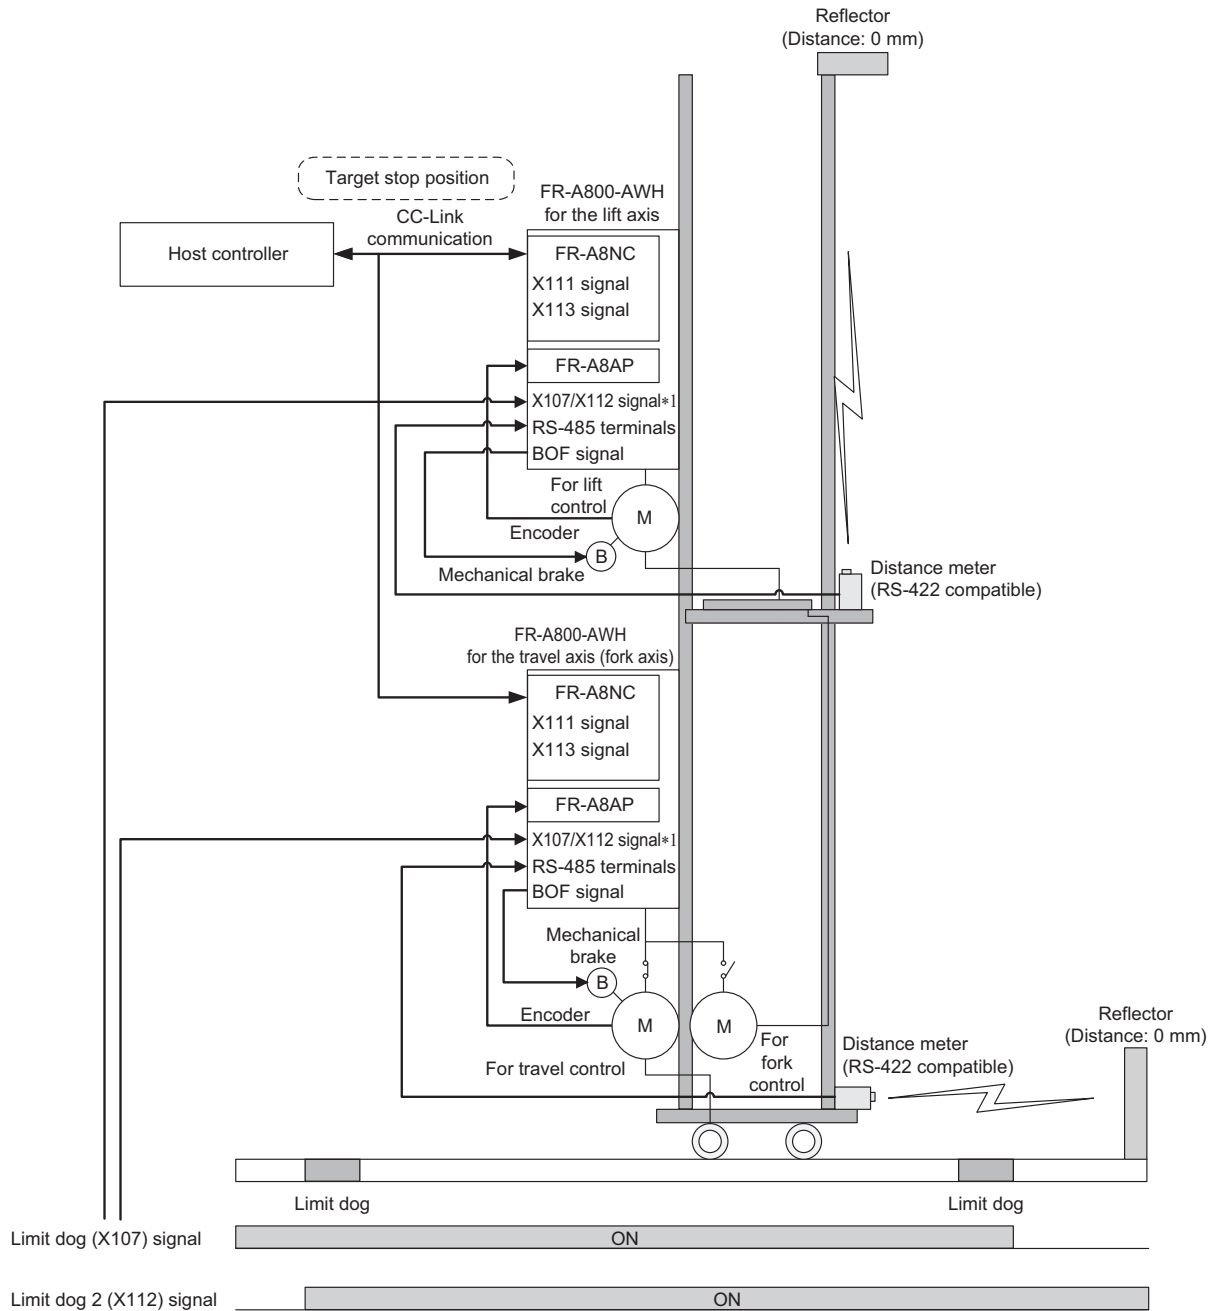 Reflector
(Distance: 0 mm)
Target stop position
FR-A800-AWH
for the lift axis
CC-Link
communication
Host controller
FR-A8NC
X111 signal
X113 signal
FR-A8AP
X107/X112 signal*1
RS-485 terminals
BOF signal
For lift
control
M
Encoder
B
Mechanical brake
Distance meter
(RS-422 compatible)
FR-A800-AWH
for the travel axis (fork axis)
FR-A8NC
X111 signal
X113 signal
FR-A8AP
X107/X112 signal*1
RS-485 terminals
BOF signal
Mechanical
brake
B
Encoder
M
M
For travel control
For
fork
control
Distance meter
(RS-422 compatible)
Reflector
(Distance: 0 mm)
Limit dog
Limit dog
Limit dog (X107) signal
ON
Limit dog 2 (X112) signal
ON